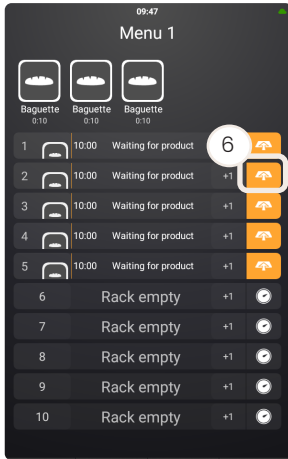 09:47
Menu 1
Baguette Baguette Baguette
0:10 0:10 0:10
1 10:00 Waiting for product 6
2 10:00 Waiting for product +1
3 10:00 Waiting for product +1
4 10:00 Waiting for product +1
5 10:00 Waiting for product +1
6 Rack empty +1
7 Rack empty +1
8 Rack empty +1
9 Rack empty +1
10 Rack empty +1